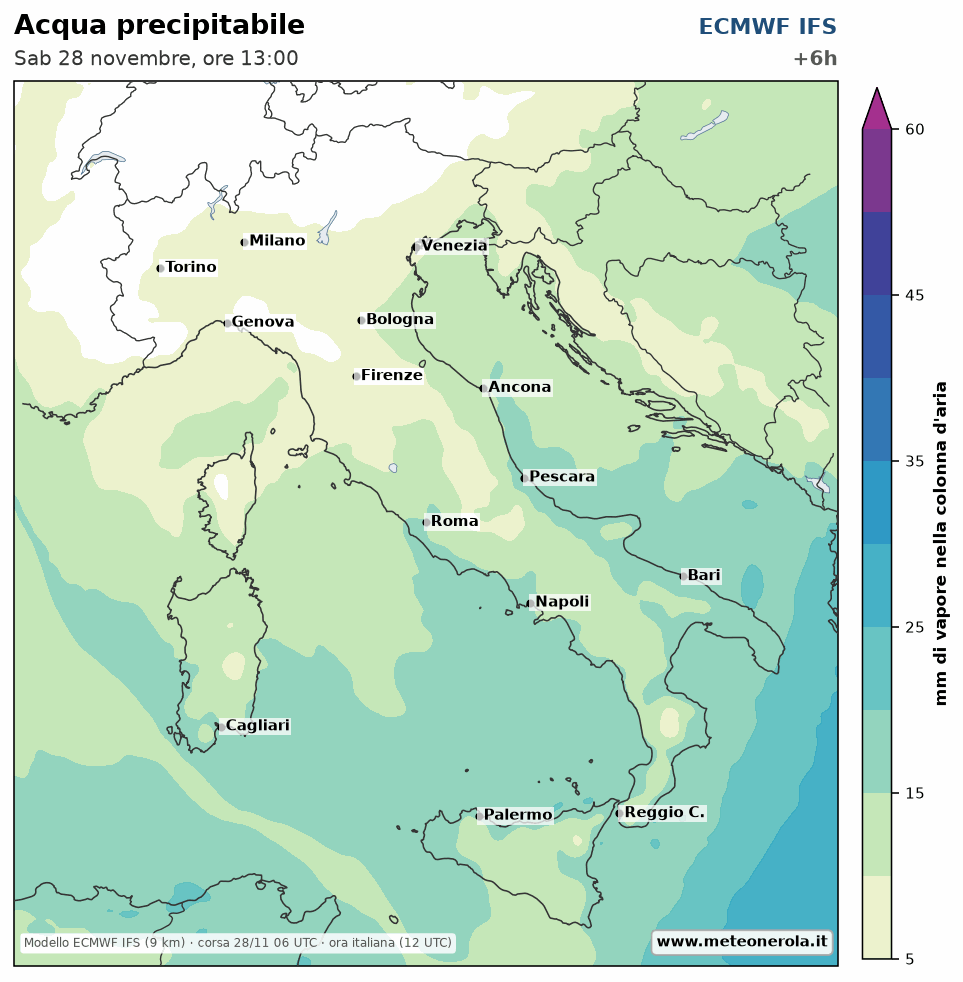 Acqua precipitabile
ECMWF IFS
Sab 28 novembre, ore 13:00
+6h
Milano
Venezia
Torino
Genova
Bologna
Firenze
Ancona
Pescara
Roma
Bari
Napoli
Cagliari
Palermo
Reggio C.
60
45
35
25
15
5
mm di vapore nella colonna d'aria
Modello ECMWF IFS (9 km) · corsa 28/11 06 UTC · ora italiana (12 UTC)
www.meteonerola.it